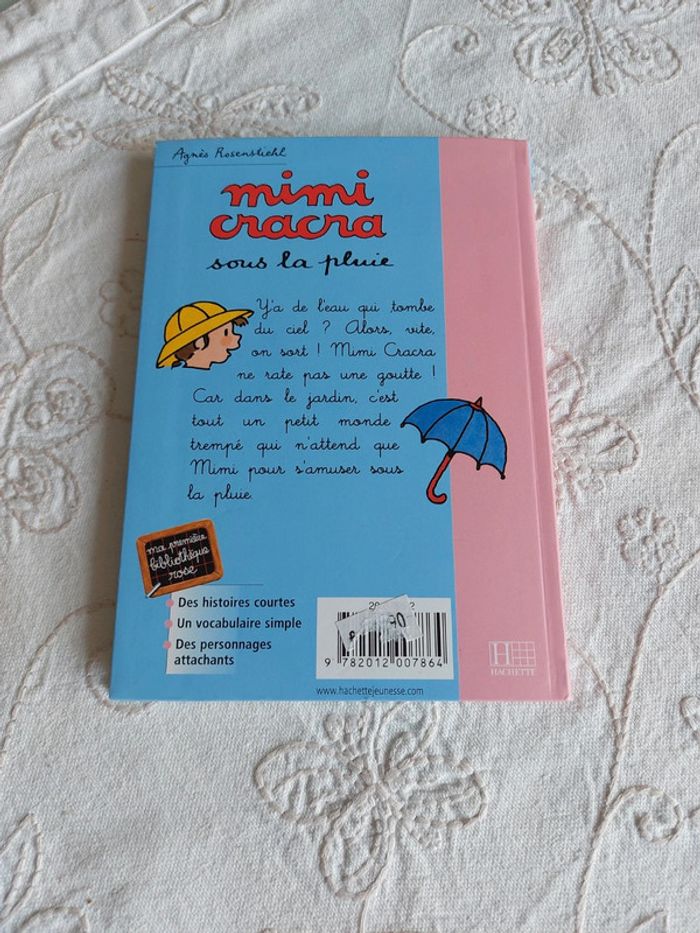 Agnès Rosenstiehl
mimi
cracra
sous la pluie
Y'a de l'eau qui tombe
du ciel ? Alors, vite,
on sort ! Mimi Cracra
ne rate pas une goutte !
Car dans le jardin, c'est
tout un petit monde
trempé qui n'attend que
Mimi pour s'amuser sous
la pluie.
ma première
bibliothèque
rose
Des histoires courtes
Un vocabulaire simple
Des personnages
attachants
9 782012 007864
www.hachettejeunesse.com
H
HACHETTE